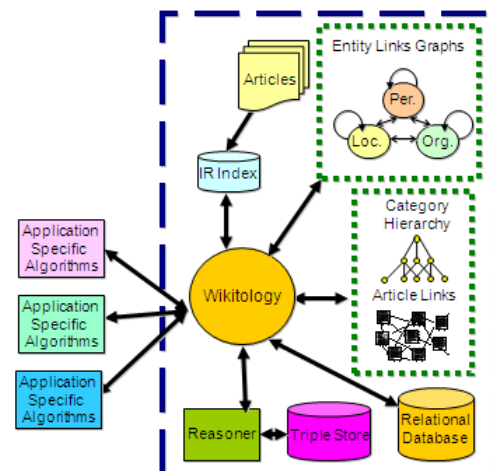 Entity Links Graphs
Articles
Per.
Loc.
Org.
IR Index
Category
Hierarchy
Application
Specific
Algorithms
Wikitology
Article Links
Application
Specific
Algorithms
Application
Specific
Algorithms
Reasoner
Triple Store
Relational
Database